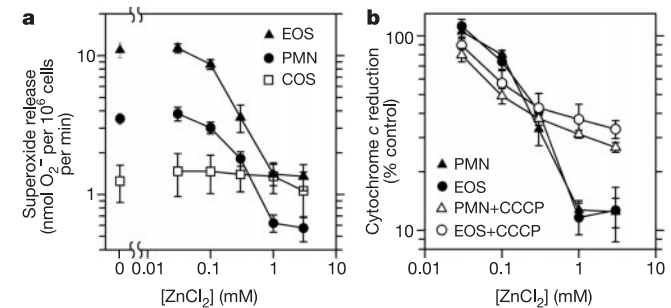 a
EOS
PMN
COS
Superoxide release
(nmol O₂⁻ per 10⁶ cells
per min)
10
1
0
0.01
0.1
1
10
[ZnCl₂] (mM)
b
Cytochrome c reduction
(% control)
100
10
PMN
EOS
PMN+CCCP
EOS+CCCP
0.01
0.1
1
10
[ZnCl₂] (mM)